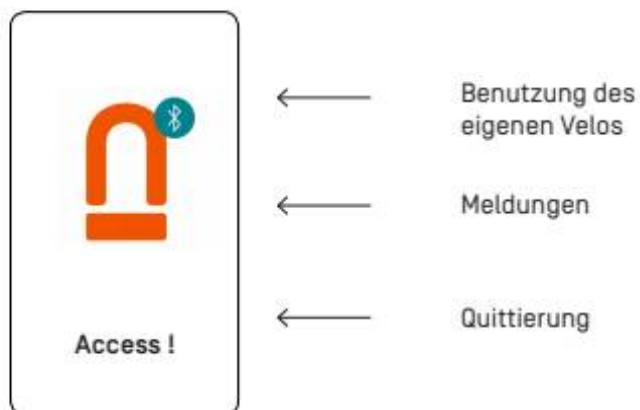 Benutzung des
eigenen Velos
Meldungen
Quittierung
Access !